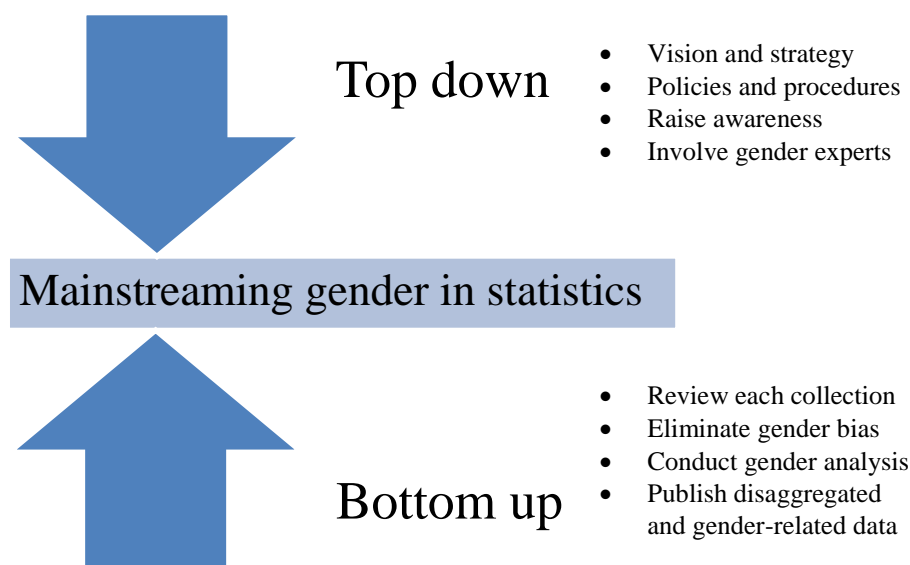 Top down
• Vision and strategy
• Policies and procedures
• Raise awareness
• Involve gender experts
Mainstreaming gender in statistics
Bottom up
• Review each collection
• Eliminate gender bias
• Conduct gender analysis
• Publish disaggregated
and gender-related data